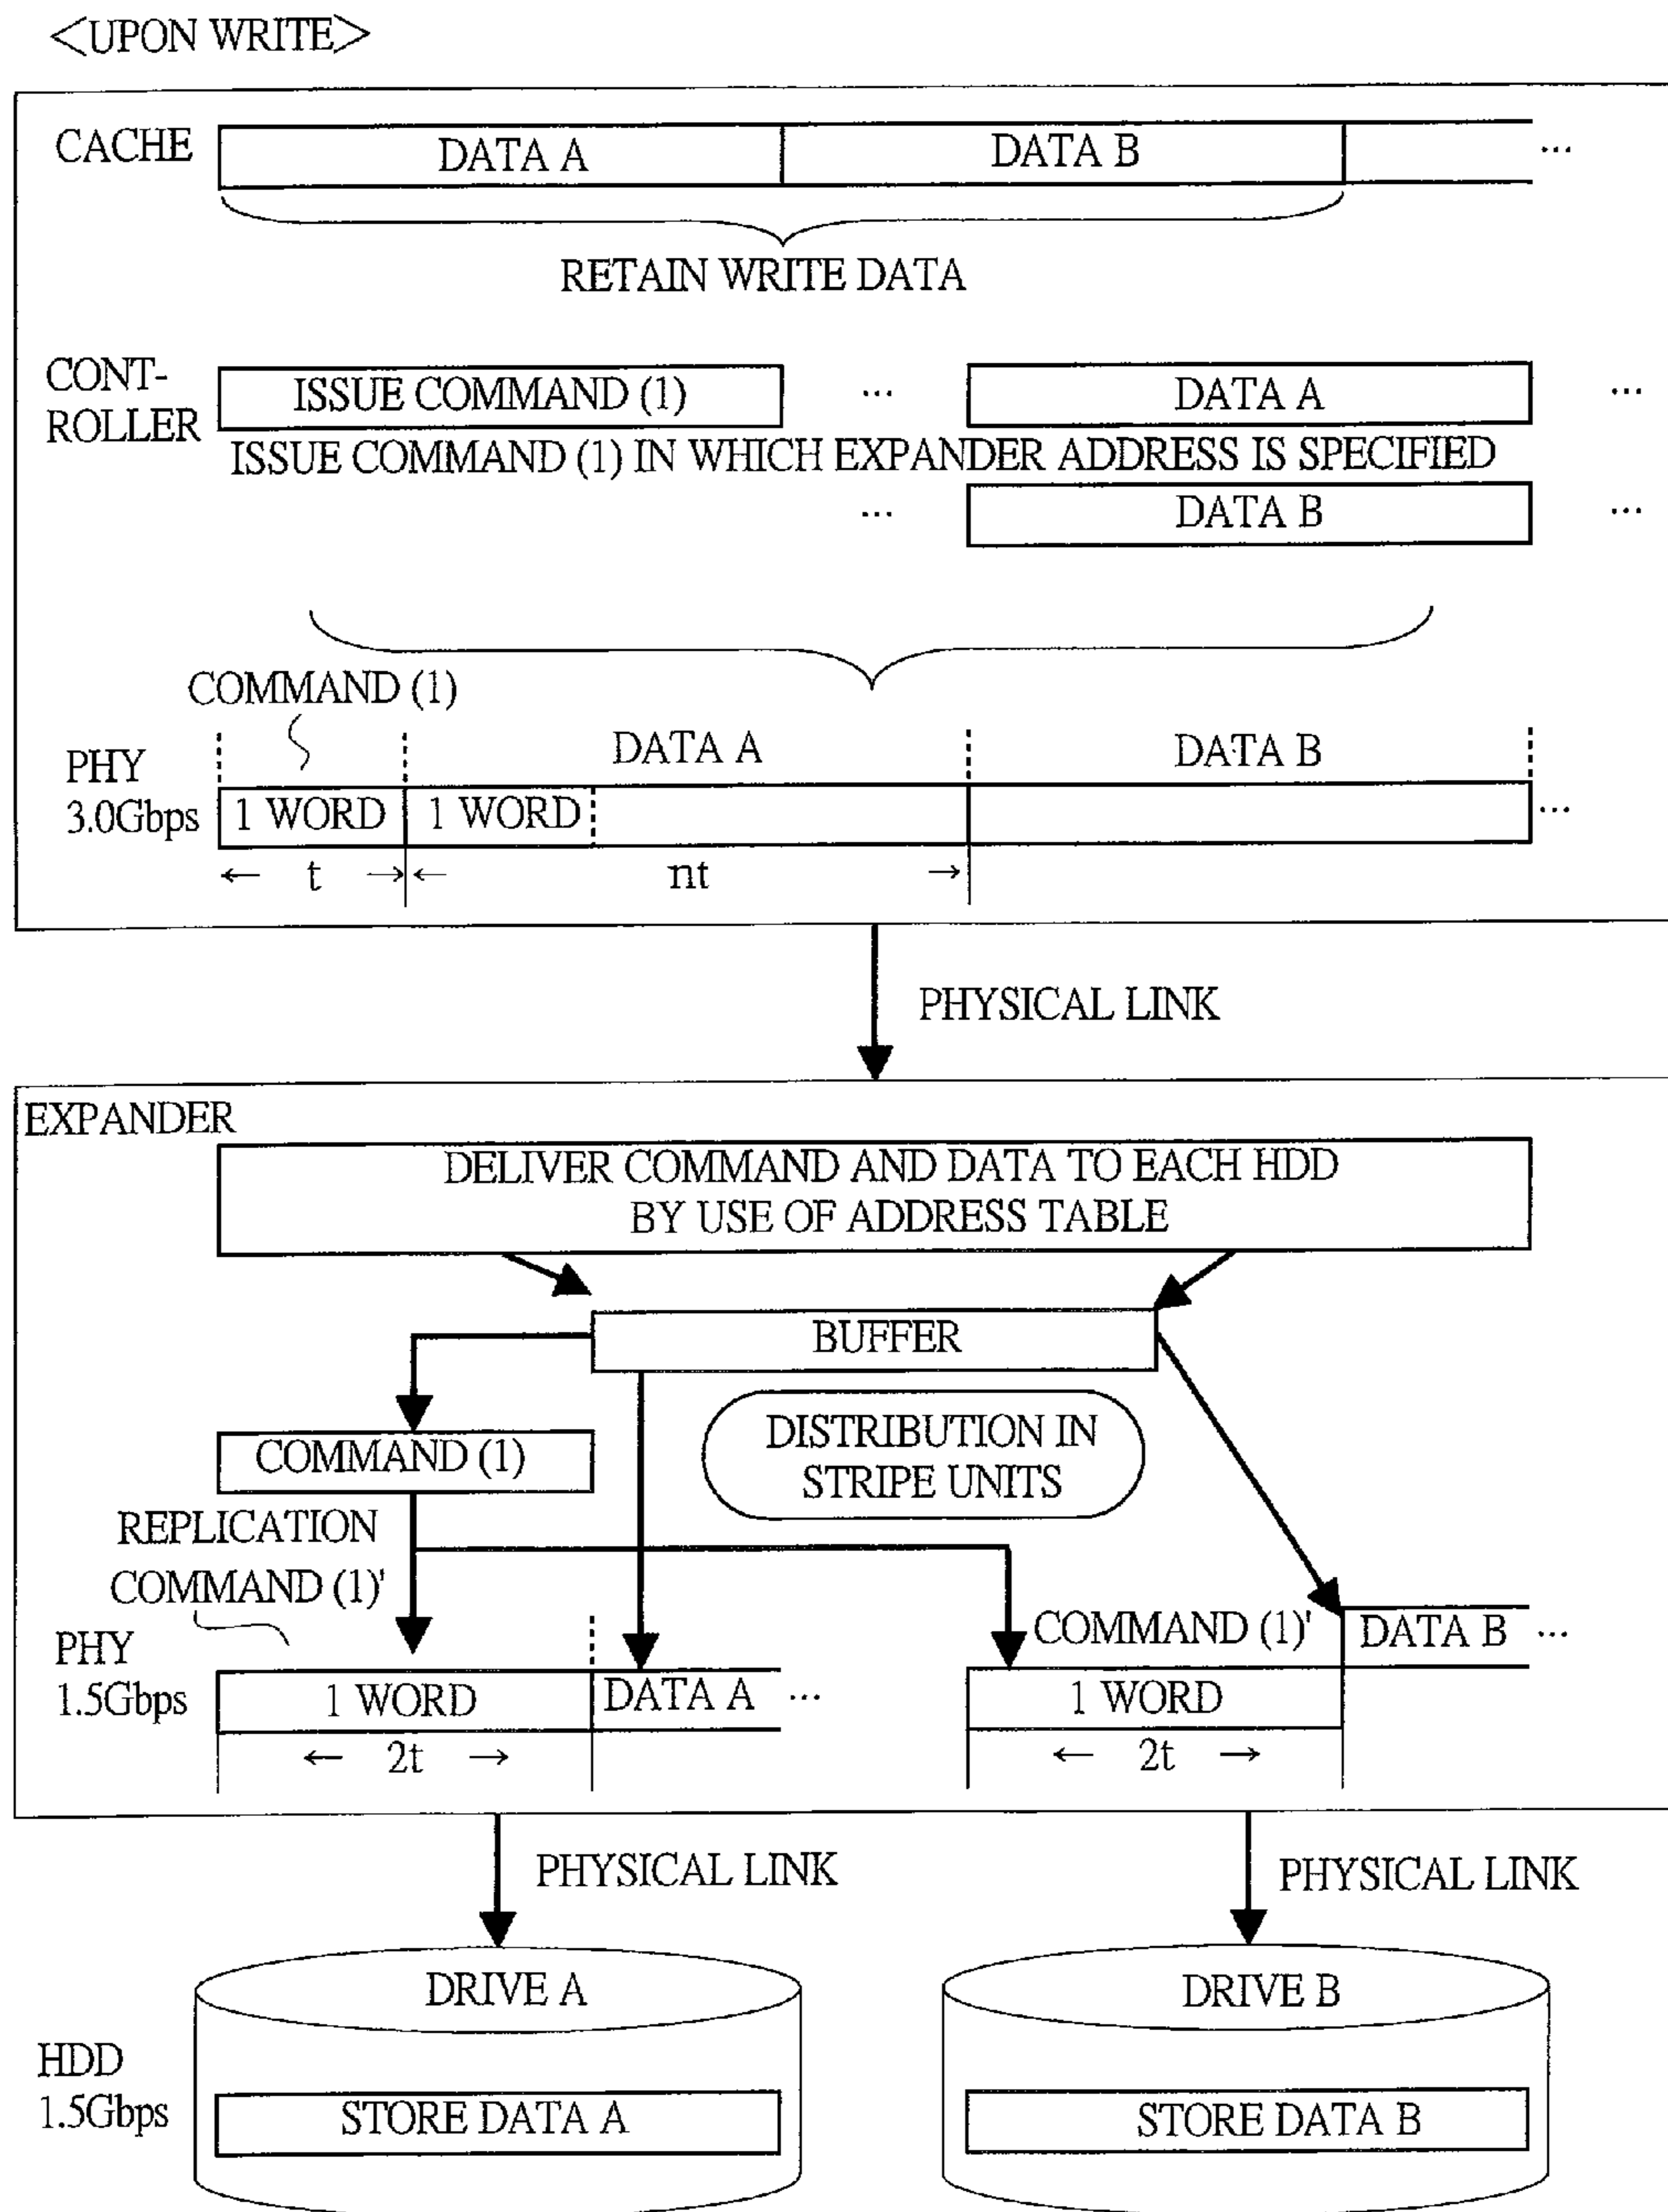 <UPON WRITE>
CACHE
DATA A
DATA B
...
RETAIN WRITE DATA
CONT-
ROLLER
ISSUE COMMAND (1)
...
DATA A
...
ISSUE COMMAND (1) IN WHICH EXPANDER ADDRESS IS SPECIFIED
...
DATA B
...
COMMAND (1)
DATA A
DATA B
PHY
3.0Gbps
1 WORD
1 WORD
...
← t →
← nt →
PHYSICAL LINK
EXPANDER
DELIVER COMMAND AND DATA TO EACH HDD
BY USE OF ADDRESS TABLE
BUFFER
COMMAND (1)
DISTRIBUTION IN
STRIPE UNITS
REPLICATION
COMMAND (1)'
COMMAND (1)'
DATA B
...
PHY
1.5Gbps
1 WORD
DATA A
...
1 WORD
← 2t →
← 2t →
PHYSICAL LINK
PHYSICAL LINK
DRIVE A
DRIVE B
HDD
1.5Gbps
STORE DATA A
STORE DATA B